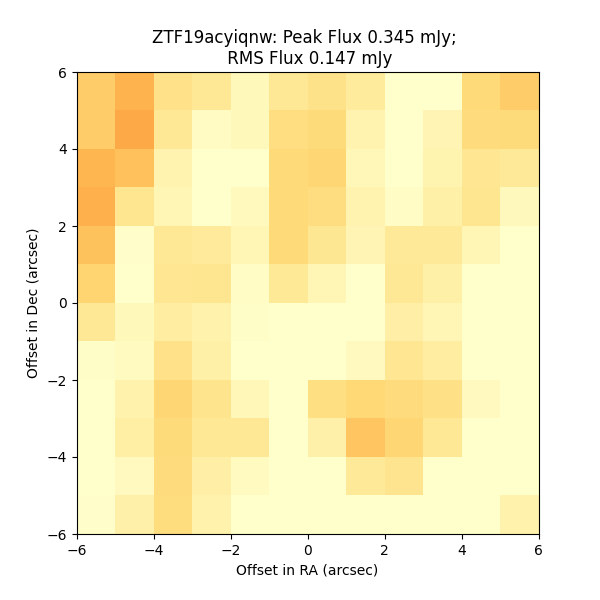 ZTF19acyiqnw: Peak Flux 0.345 mJy;
RMS Flux 0.147 mJy
6
4
2
0
−2
−4
−6
Offset in Dec (arcsec)
−6 −4 −2 0 2 4 6
Offset in RA (arcsec)